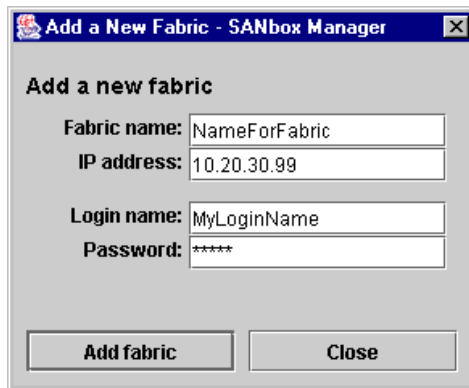 Add a New Fabric - SANbox Manager
Add a new fabric
Fabric name: NameForFabric
IP address: 10.20.30.99
Login name: MyLoginName
Password: *****
Add fabric Close